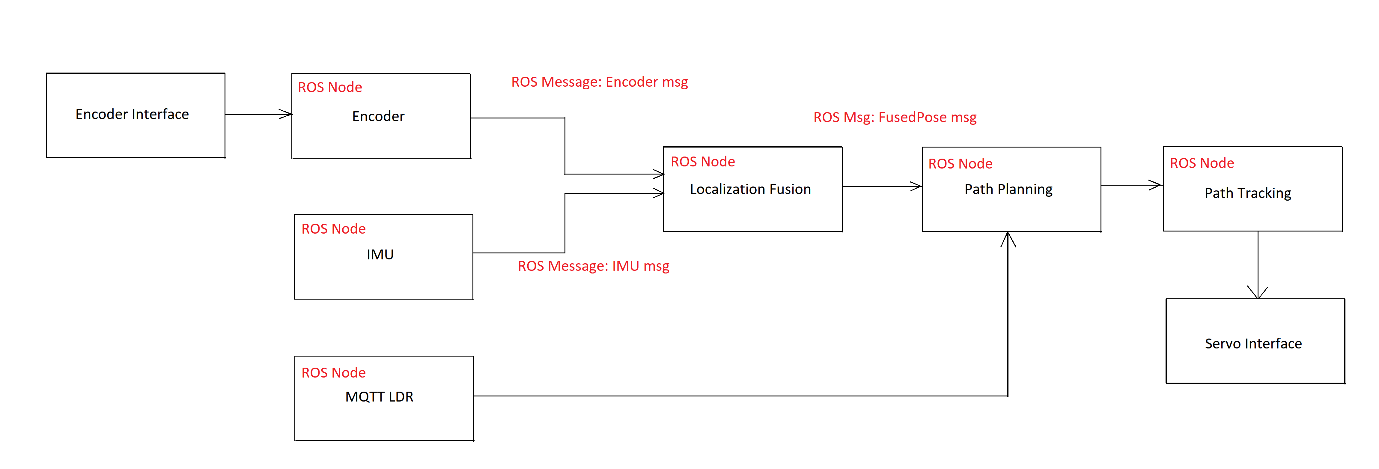 Encoder Interface
ROS Node
Encoder
ROS Message: Encoder msg
ROS Node
IMU
ROS Message: IMU msg
ROS Node
MQTT LDR
ROS Node
Localization Fusion
ROS Msg: FusedPose msg
ROS Node
Path Planning
ROS Node
Path Tracking
Servo Interface